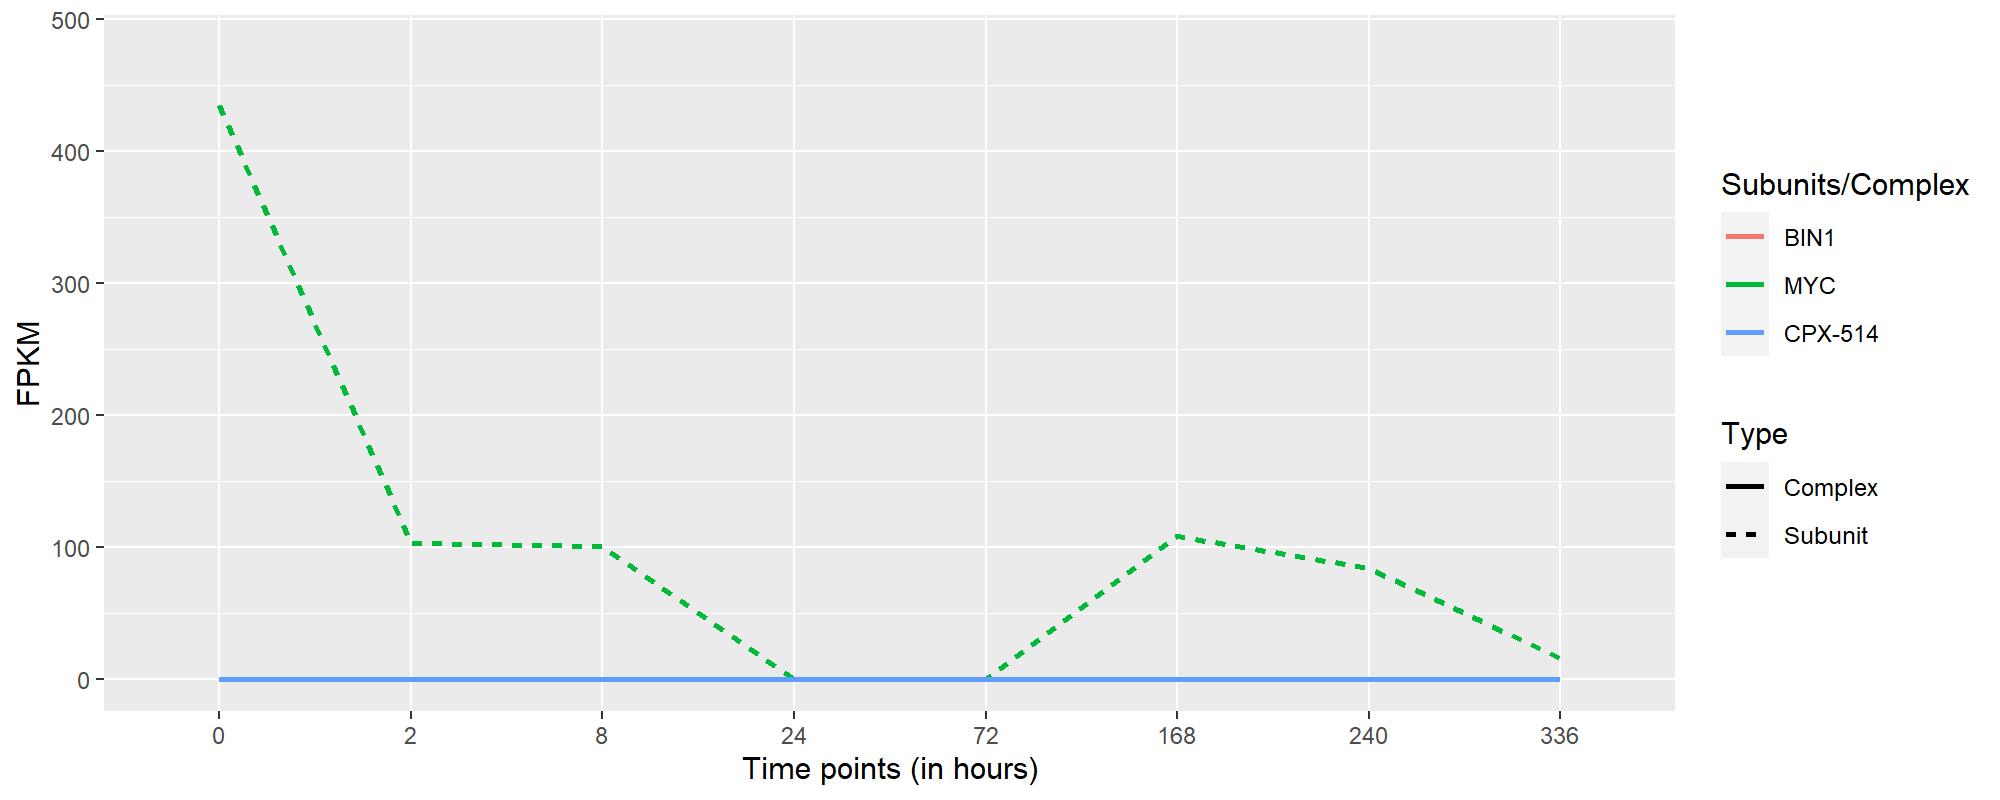 500
400
300
200
100
0
FPKM
0 2 8 24 72 168 240 336
Time points (in hours)
Subunits/Complex
BIN1
MYC
CPX-514
Type
Complex
Subunit